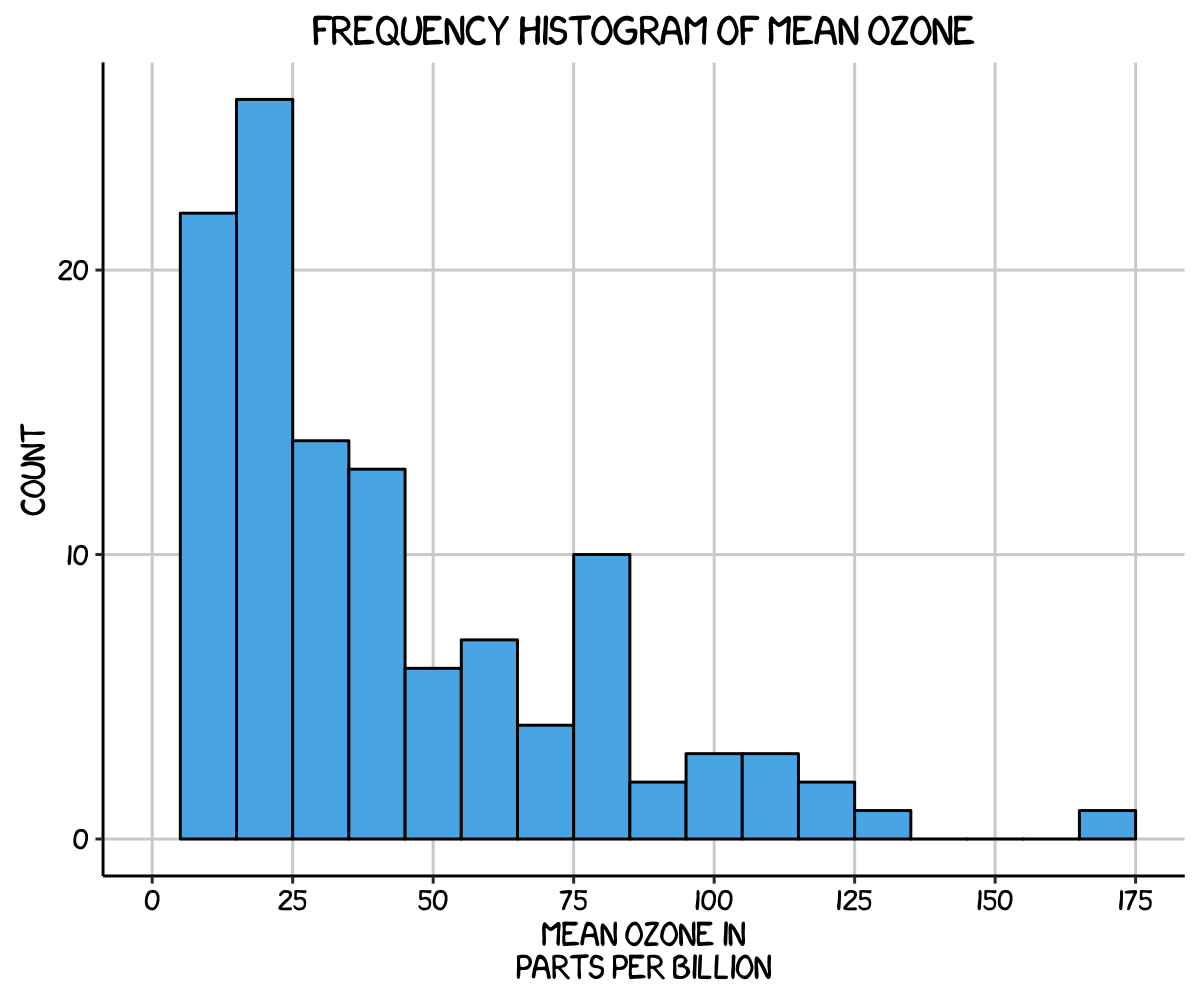 FREQUENCY HISTOGRAM OF MEAN OZONE
COUNT
20
10
0
0 25 50 75 100 125 150 175
MEAN OZONE IN
PARTS PER BILLION